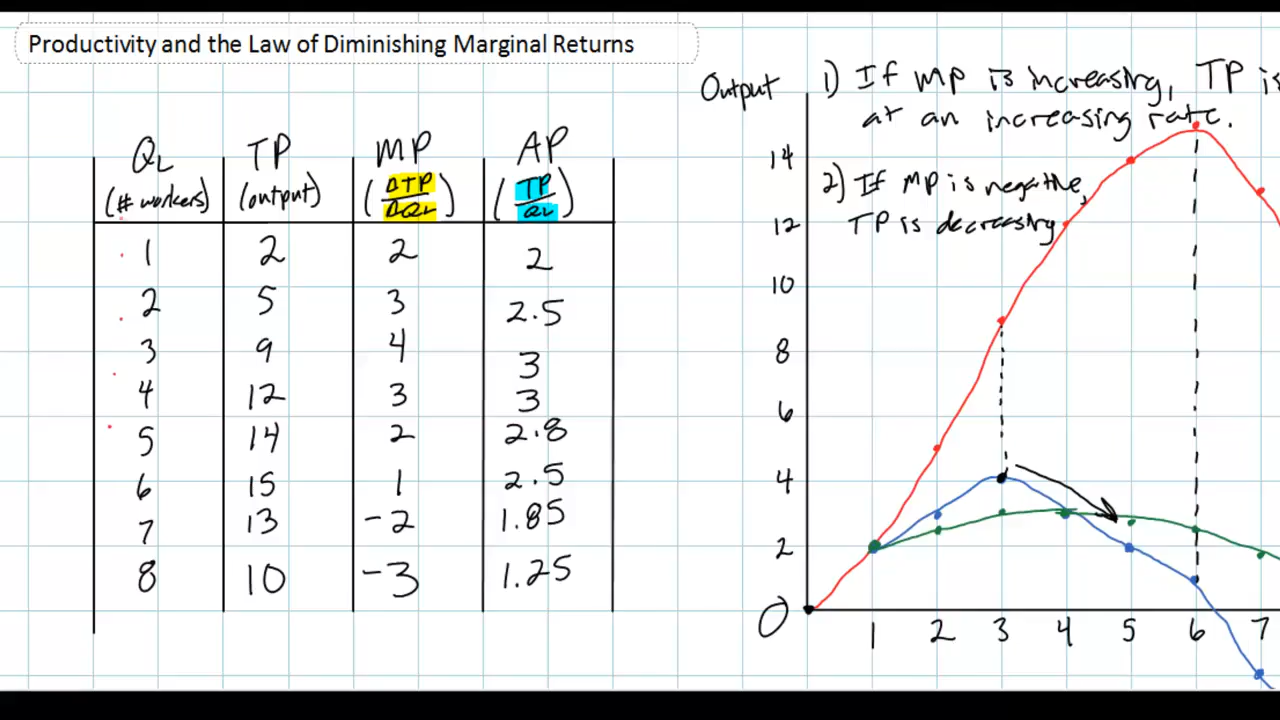 Productivity and the Law of Diminishing Marginal Returns
QL TP MP AP
(# workers) (output) (ΔTP/ΔQL) (TP/QL)
1 2 2 2
2 5 3 2.5
3 9 4 3
4 12 3 3
5 14 2 2.8
6 15 1 2.5
7 13 -2 1.85
8 10 -3 1.25
Output
1) If MP is increasing, TP is
at an increasing rate.
2) If MP is negative,
TP is decreasing
14
12
10
8
6
4
2
0
1 2 3 4 5 6 7